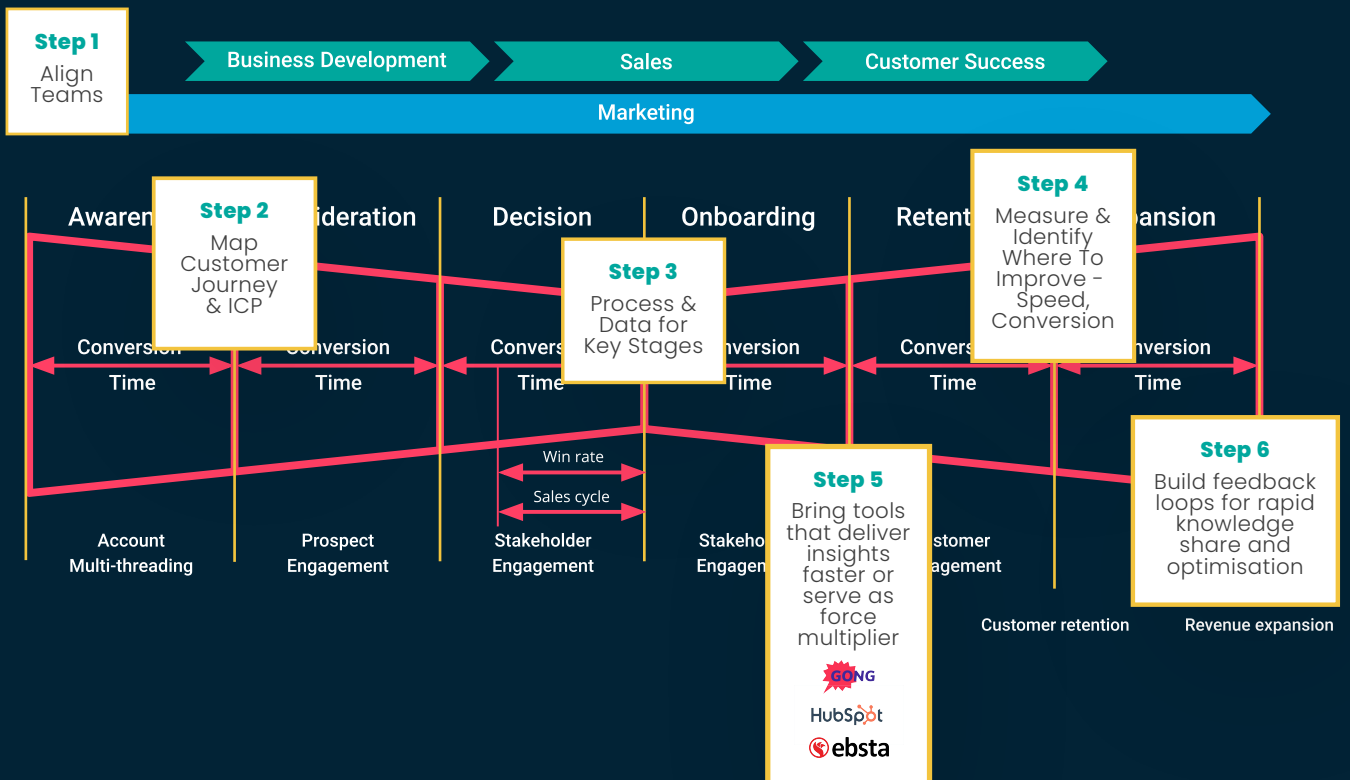 Step 1
Align
Teams
Business Development
Sales
Customer Success
Marketing
Step 2
Map
Customer
Journey
& ICP
Decision
Onboarding
Step 3
Process &
Data for
Key Stages
Step 4
Measure &
Identify
Where To
Improve -
Speed,
Conversion
Conversion
Time
Time
Time
Time
Time
Time
Win rate
Sales cycle
Step 5
Bring tools
that deliver
insights
faster or
serve as
force
multiplier
GONG
HubSpot
ebsta
Step 6
Build feedback
loops for rapid
knowledge
share and
optimisation
Account
Multi-threading
Prospect
Engagement
Stakeholder
Engagement
Customer retention
Revenue expansion